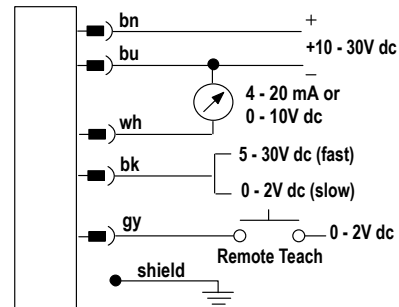 bn
+
+10 - 30V dc
bu
–
4 - 20 mA or
0 - 10V dc
wh
5 - 30V dc (fast)
bk
0 - 2V dc (slow)
gy
0 - 2V dc
Remote Teach
shield